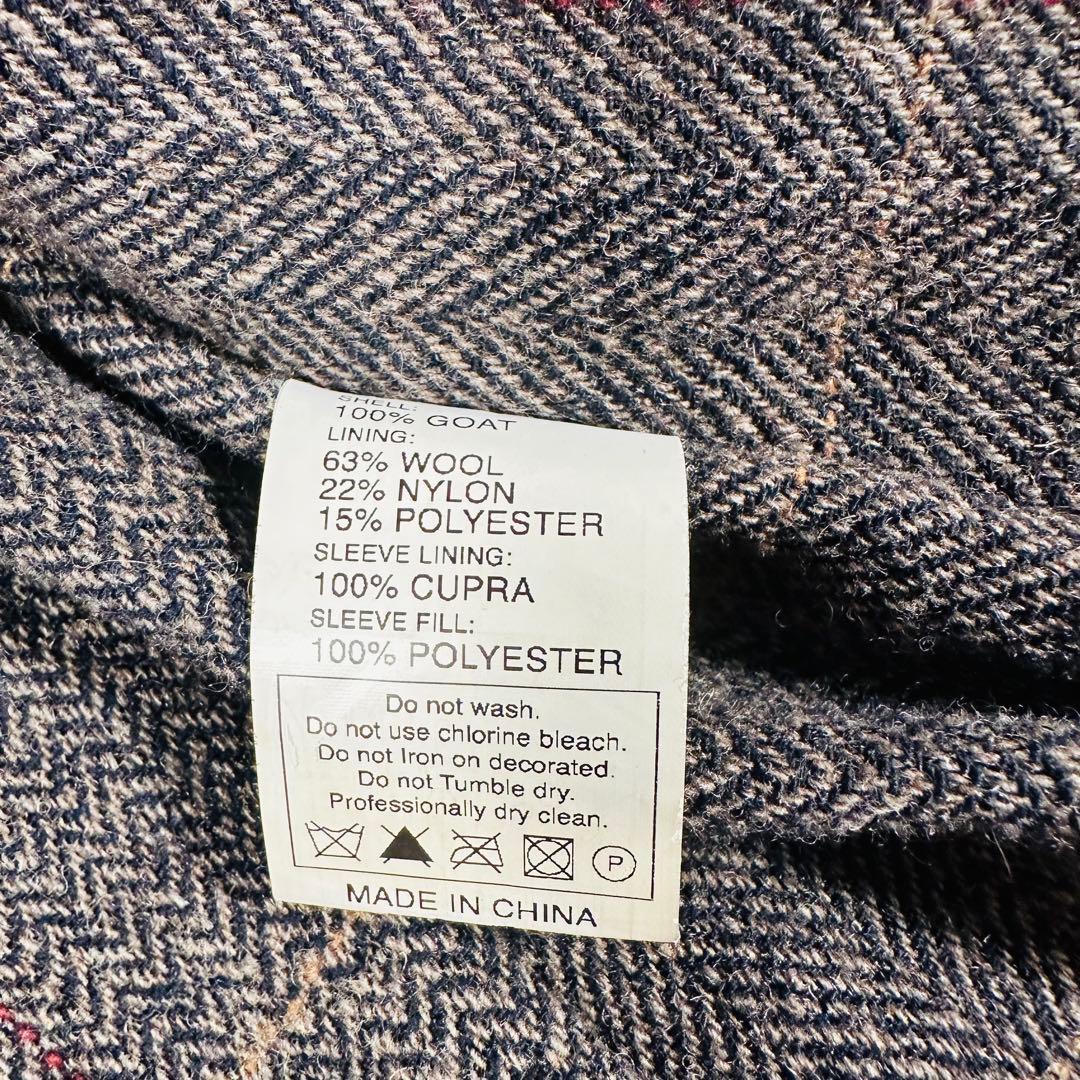 SHELL:
100% GOAT
LINING:
63% WOOL
22% NYLON
15% POLYESTER
SLEEVE LINING:
100% CUPRA
SLEEVE FILL:
100% POLYESTER
Do not wash.
Do not use chlorine bleach.
Do not Iron on decorated.
Do not Tumble dry.
Professionally dry clean.
P
MADE IN CHINA